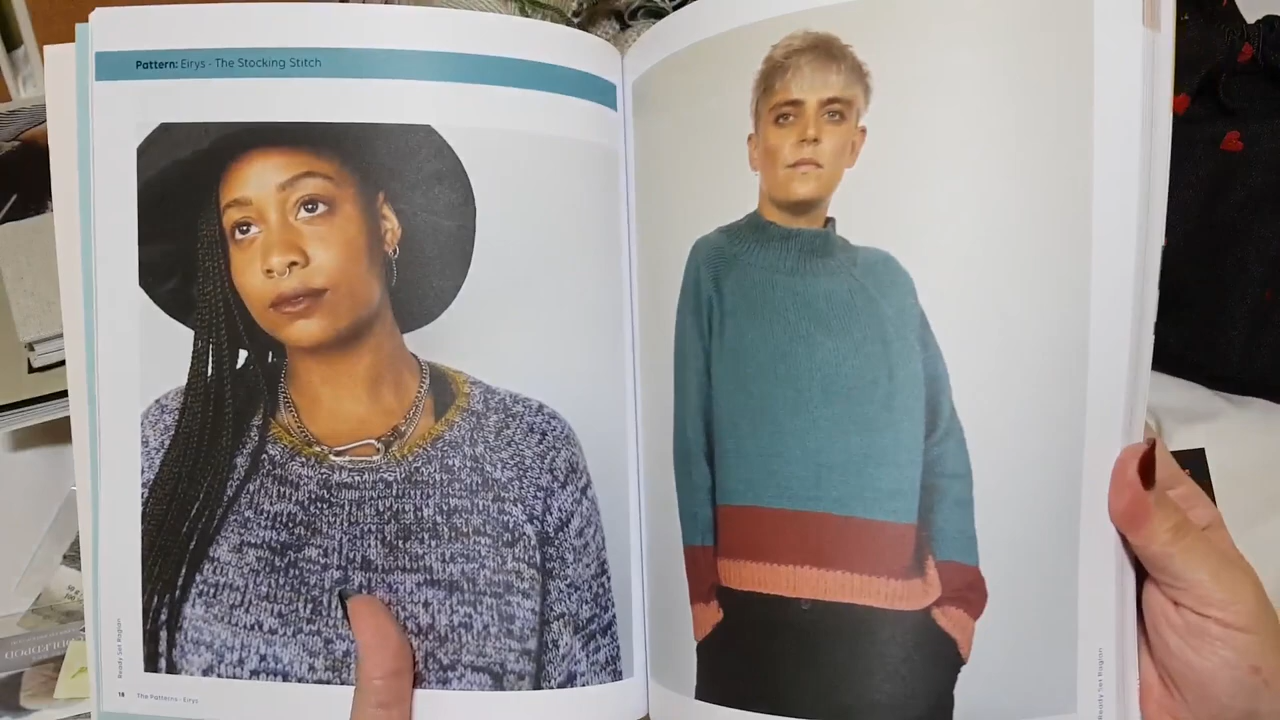 Pattern: Eirys - The Stocking Stitch
Ready Set Raglan
18 The Patterns - Eirys
Ready Set Raglan